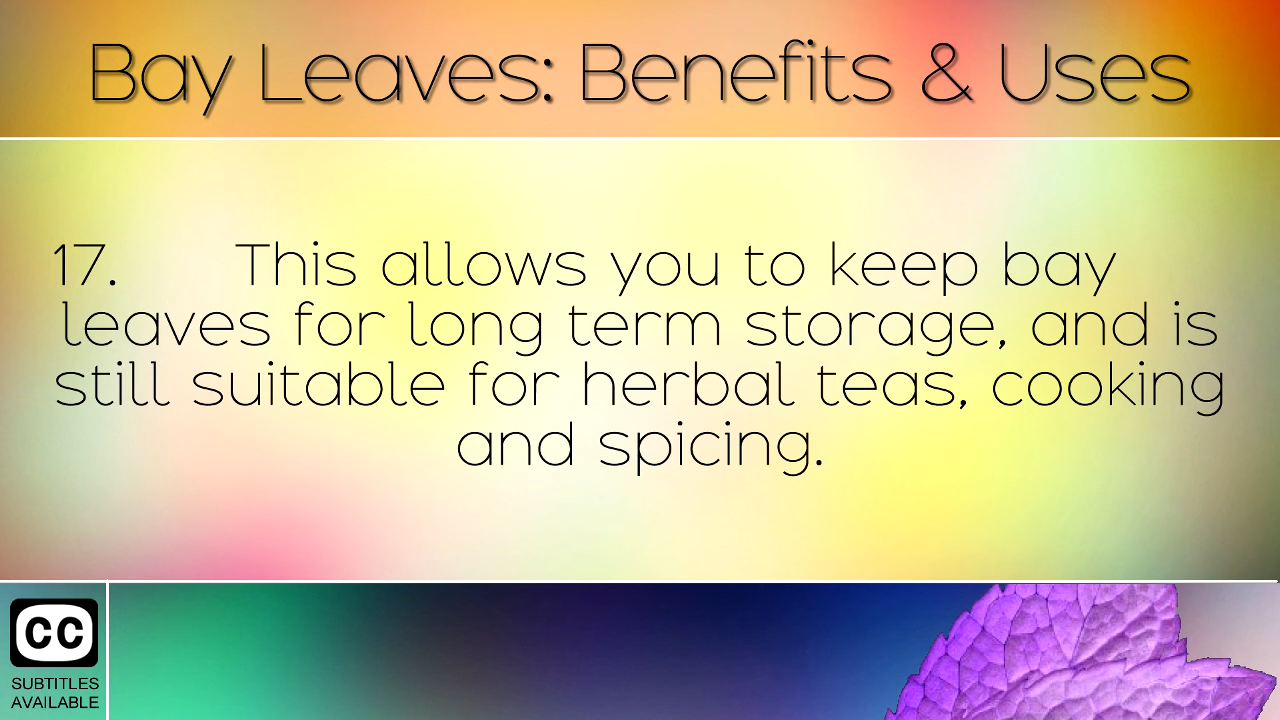 Bay Leaves: Benefits & Uses
17. This allows you to keep bay
leaves for long term storage, and is
still suitable for herbal teas, cooking
and spicing.
CC
SUBTITLES
AVAILABLE